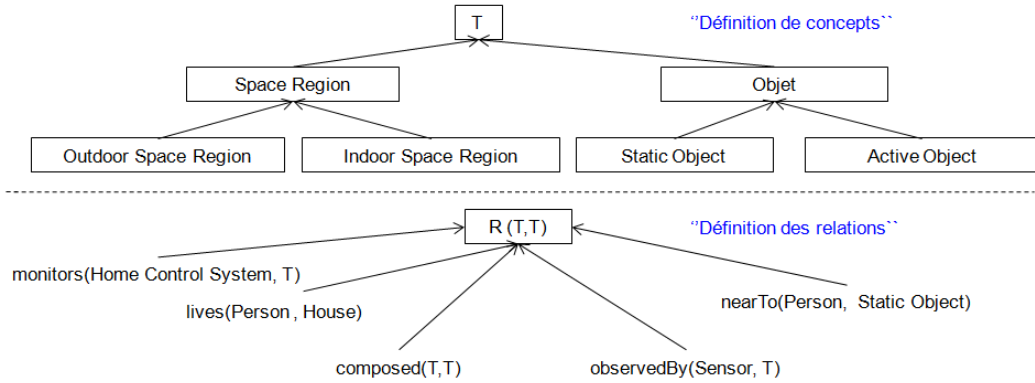 T
‘’Définition de concepts``
Space Region
Objet
Outdoor Space Region
Indoor Space Region
Static Object
Active Object
R (T,T)
‘’Définition des relations``
monitors(Home Control System, T)
lives(Person , House)
nearTo(Person, Static Object)
composed(T,T)
observedBy(Sensor, T)